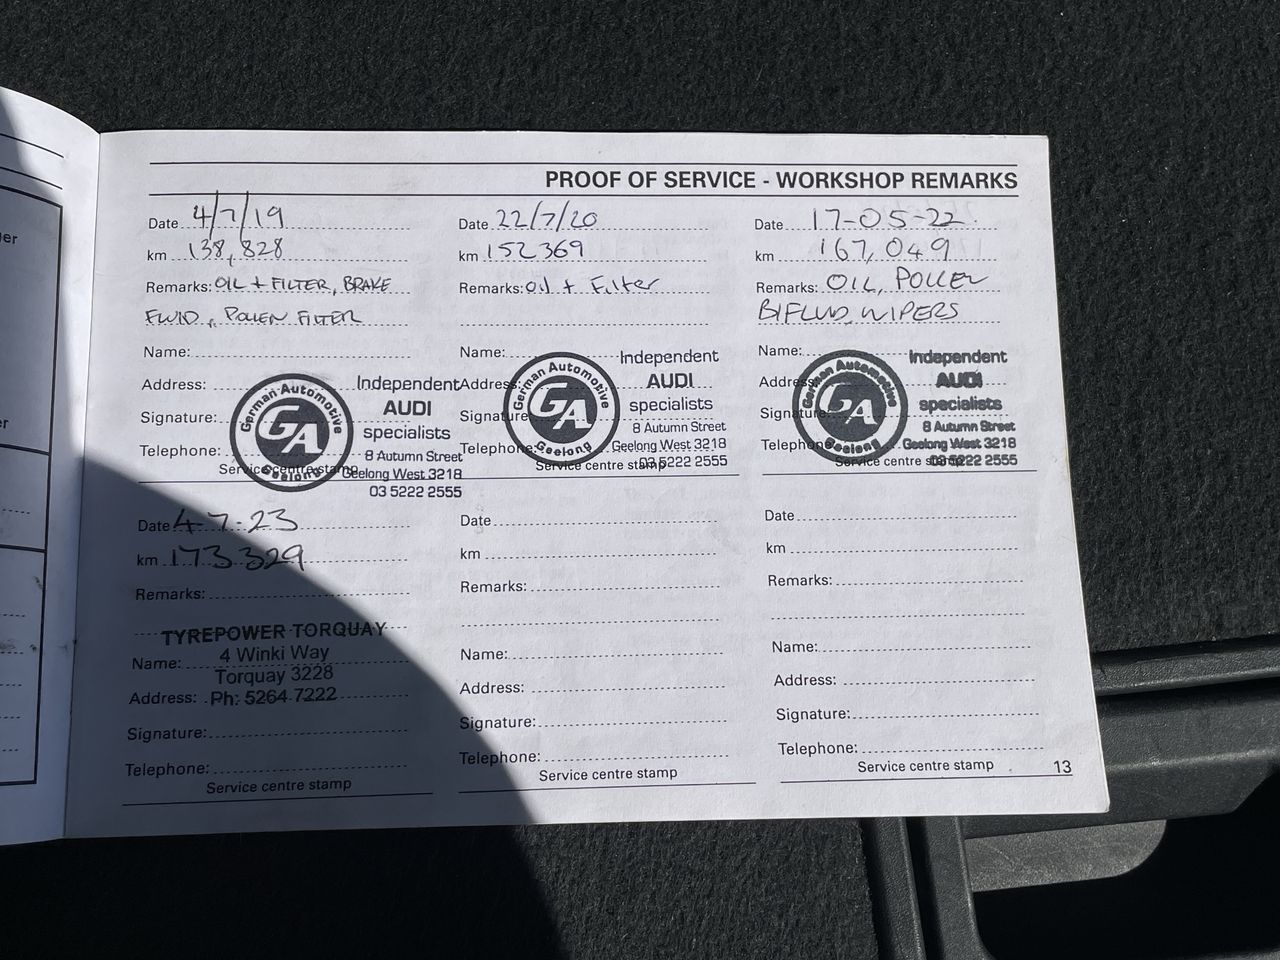 er
r
PROOF OF SERVICE - WORKSHOP REMARKS
Date 4/7/19
km 138,828
Remarks: OIL + FILTER, BRAKE
FLUID, POLLEN FILTER
Name:
Address:
Signature:
Telephone:
Service centre stamp
German Automotive
GA
Geelong
Independent
AUDI
specialists
8 Autumn Street
Geelong West 3218
03 5222 2555
Date 22/7/20
km 152369
Remarks: oil + Filter
Name:
Address:
Signature:
Telephone:
Service centre stamp
German Automotive
GA
Geelong
Independent
AUDI
specialists
8 Autumn Street
Geelong West 3218
03 5222 2555
Date 17-05-22
km 167,049
Remarks: OIL, POLLEN
B/FLUID, WIPERS
Name:
Address:
Signature:
Telephone:
Service centre stamp
German Automotive
GA
Geelong
Independent
AUDI
specialists
8 Autumn Street
Geelong West 3218
03 5222 2555
Date 4-7-23
km 173329
Remarks:
TYREPOWER TORQUAY
4 Winki Way
Torquay 3228
Ph: 5264 7222
Name:
Address:
Signature:
Telephone:
Service centre stamp
Date
km
Remarks:
Name:
Address:
Signature:
Telephone:
Service centre stamp
Date
km
Remarks:
Name:
Address:
Signature:
Telephone:
Service centre stamp
13